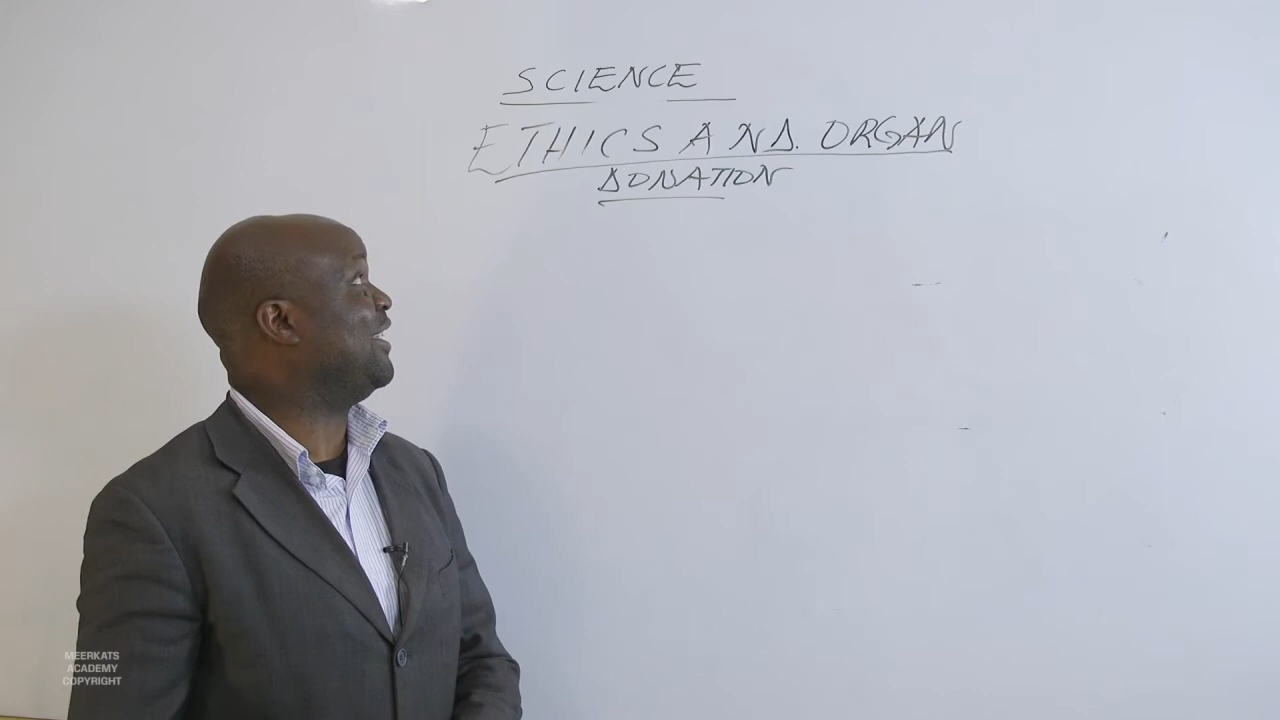 SCIENCE
ETHICS AND. ORGAN
DONATION
MEERKATS
ACADEMY
COPYRIGHT